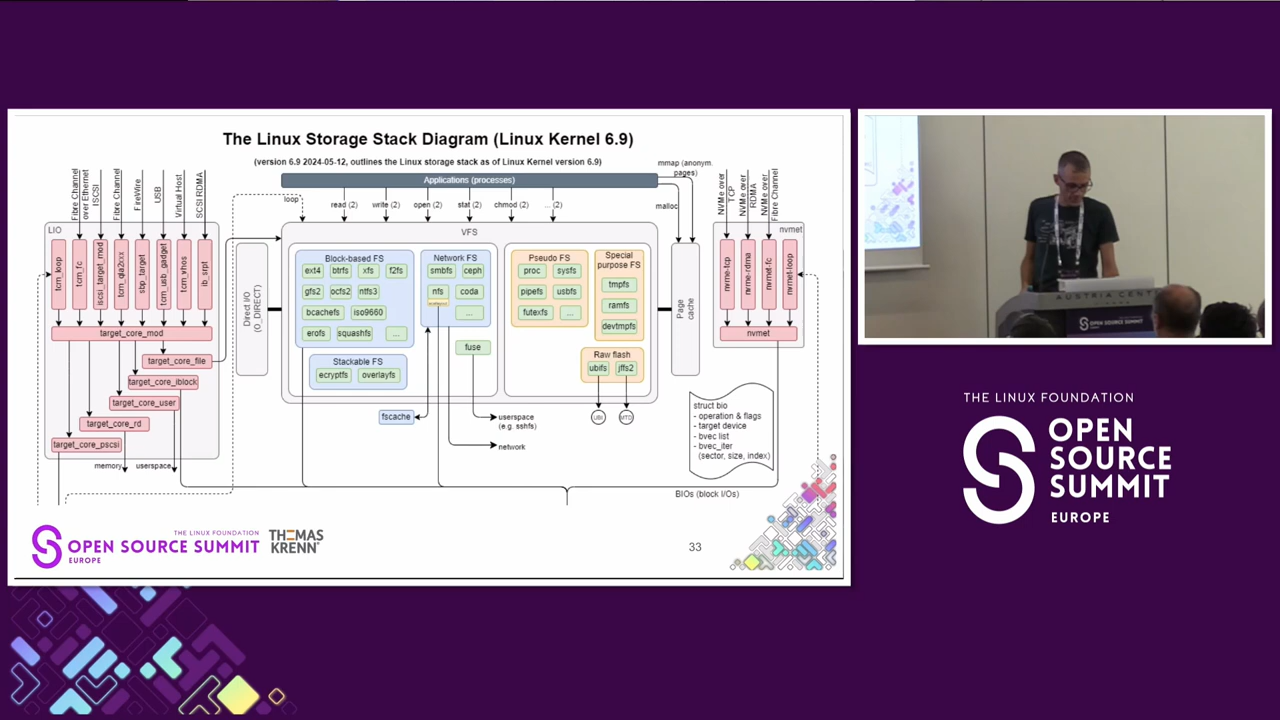 The Linux Storage Stack Diagram (Linux Kernel 6.9)
(version 6.9 2024-05-12, outlines the Linux storage stack as of Linux Kernel version 6.9)
mmap (anonym.
pages)
Applications (processes)
loop
read (2)
write (2)
open (2)
stat (2)
chmod (2)
... (2)
malloc
Fibre Channel
over Ethernet
ISCSI
Fibre Channel
FireWire
USB
Virtual Host
SCSI RDMA
NVMe over
TCP
NVMe over
RDMA
NVMe over
Fibre Channel
LIO
tcm_loop
tcm_fc
iscsi_target_mod
tcm_qla2xxx
sbp_target
tcm_usb_gadget
tcm_vhos
ib_srpt
target_core_mod
target_core_file
target_core_iblock
target_core_user
target_core_rd
target_core_pscsi
memory
userspace
Direct I/O
(O_DIRECT)
VFS
Block-based FS
ext4
btrfs
xfs
f2fs
gfs2
ocfs2
ntfs3
bcachefs
iso9660
erofs
squashfs
...
Stackable FS
ecryptfs
overlayfs
Network FS
smbfs
ceph
nfs
coda
...
fuse
Pseudo FS
proc
sysfs
pipefs
usbfs
futexfs
...
Special
purpose FS
tmpfs
ramfs
devtmpfs
Raw flash
ubifs
jffs2
UBI
MTD
fscache
userspace
(e.g. sshfs)
network
Page
cache
nvmet
nvme-tcp
nvme-rdma
nvme-fc
nvme-loop
nvmet
struct bio
- operation & flags
- target device
- bvec list
- bvec_iter
(sector, size, index)
BIOs (block I/Os)
THE LINUX FOUNDATION
OPEN SOURCE SUMMIT
EUROPE
THOMAS
KRENN
33
AUSTRIA CENT
OPEN SOURCE SUMMIT
THE LINUX FOUNDATION
OPEN
SOURCE
SUMMIT
EUROPE